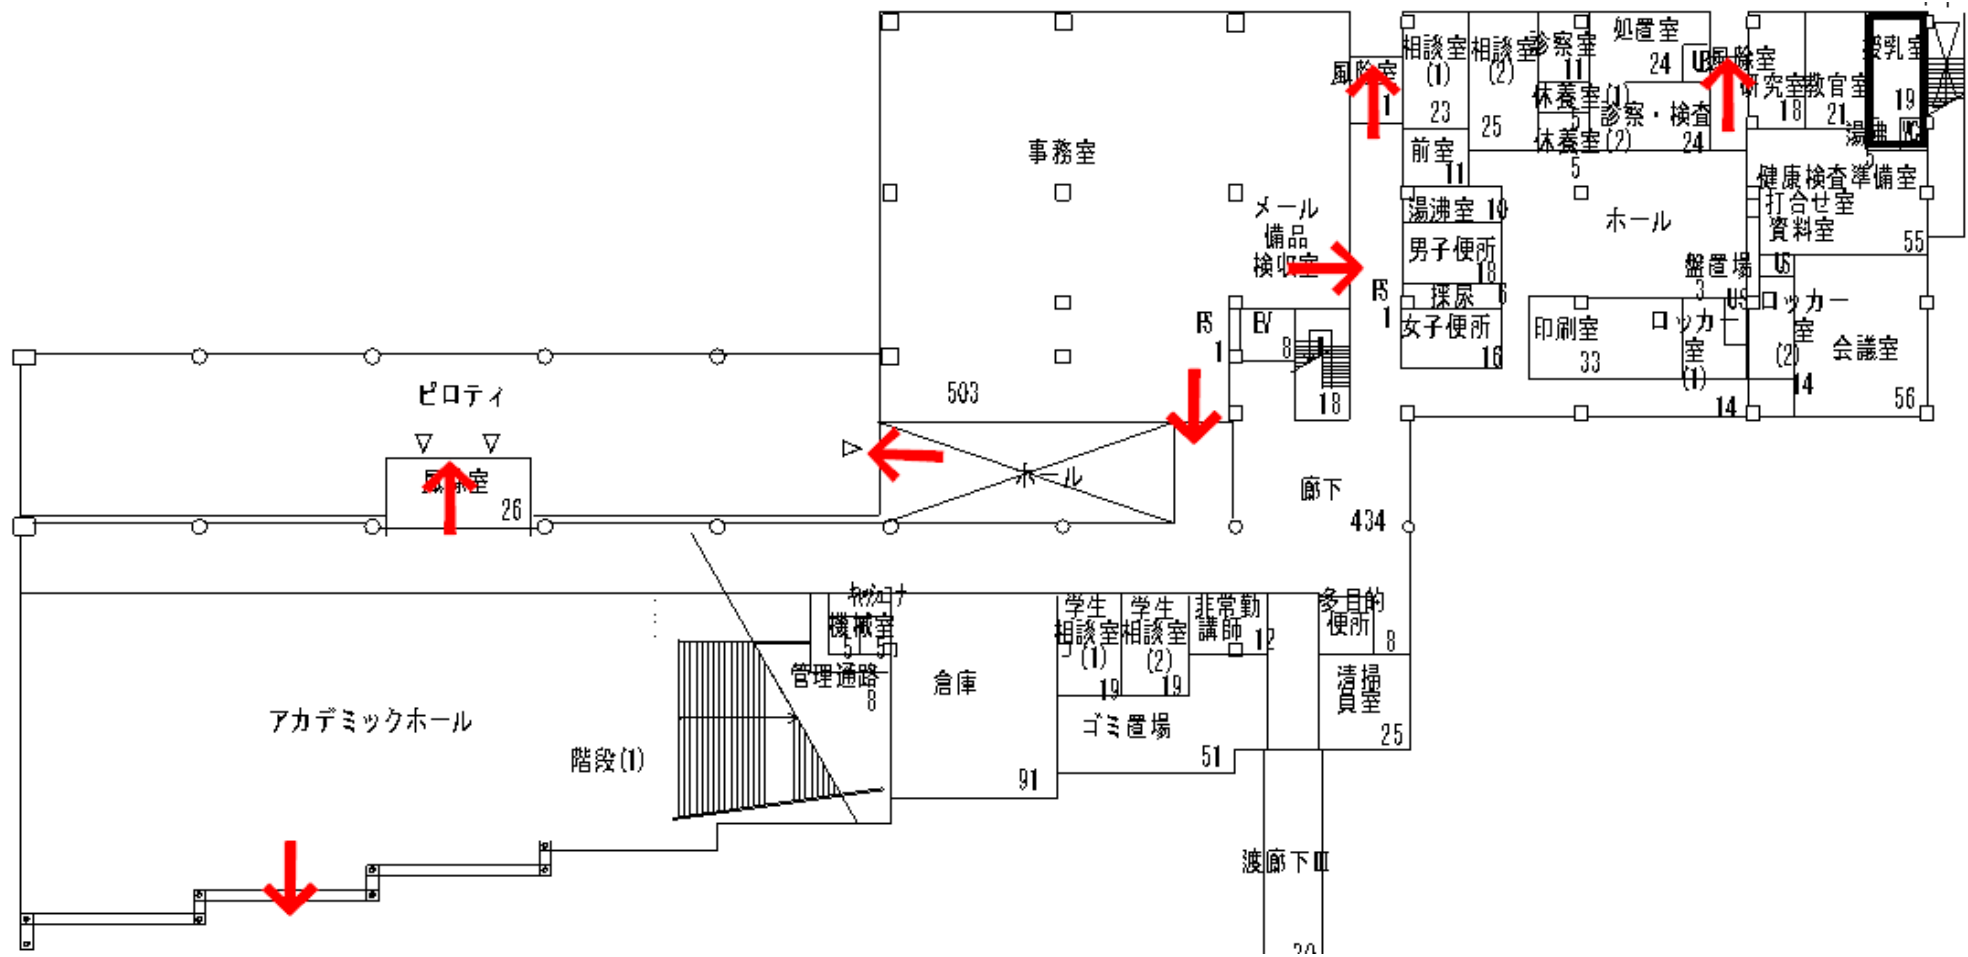 相談室
(1)
23
相談室
(2)
25
診察室
11
処置室
24
風除室
1
風除室
研究室
18
教官室
21
授乳室
19
湯沸
5
WC
休養室(1)
5
休養室(2)
5
診察・検査
24
前室
11
事務室
503
メール
備品
検収室
湯沸室 10
男子便所
18
採尿 6
女子便所
16
PS
1
PS
1
EV
8
18
ホール
健康検査準備室
打合せ室
資料室
55
盤置場
3
US
US
印刷室
33
ロッカー
室
(1)
14
ロッカー
室
(2)
14
会議室
56
ピロティ
風除室
26
ホール
廊下
434
機械室
5
5
管理通路
8
倉庫
91
学生
相談室
(1)
19
学生
相談室
(2)
19
非常勤
講師
12
多目的
便所
8
清掃
員室
25
ゴミ置場
51
アカデミックホール
階段(1)
渡廊下III